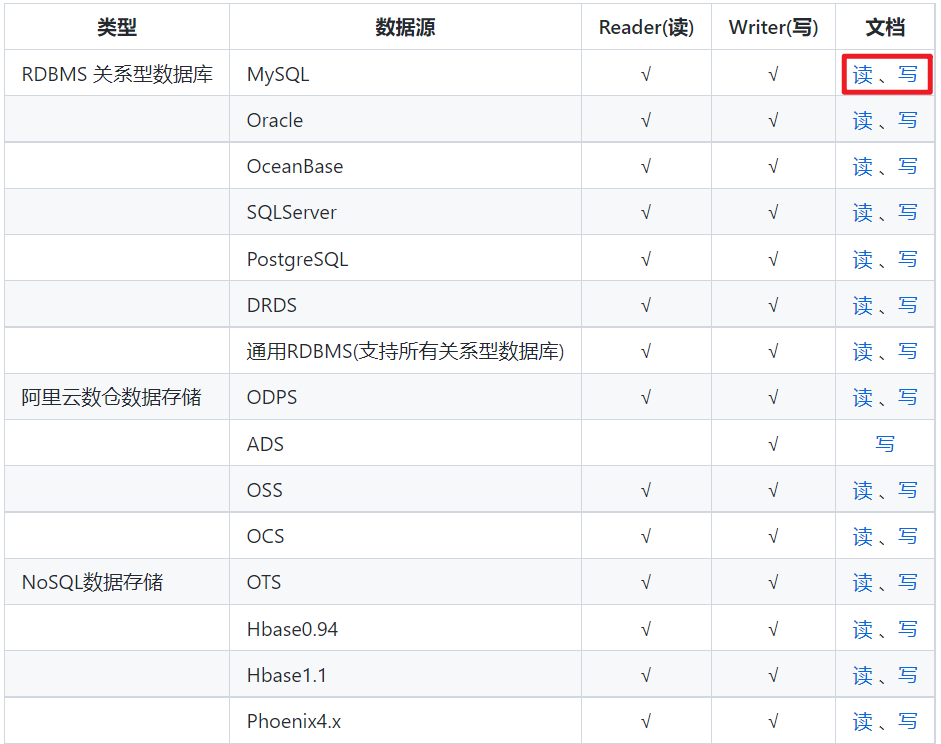 类型 数据源 Reader(读) Writer(写) 文档
RDBMS 关系型数据库 MySQL √ √ 读 、写
Oracle √ √ 读 、写
OceanBase √ √ 读 、写
SQLServer √ √ 读 、写
PostgreSQL √ √ 读 、写
DRDS √ √ 读 、写
通用RDBMS(支持所有关系型数据库) √ √ 读 、写
阿里云数仓数据存储 ODPS √ √ 读 、写
ADS √ 写
OSS √ √ 读 、写
OCS √ √ 读 、写
NoSQL数据存储 OTS √ √ 读 、写
Hbase0.94 √ √ 读 、写
Hbase1.1 √ √ 读 、写
Phoenix4.x √ √ 读 、写